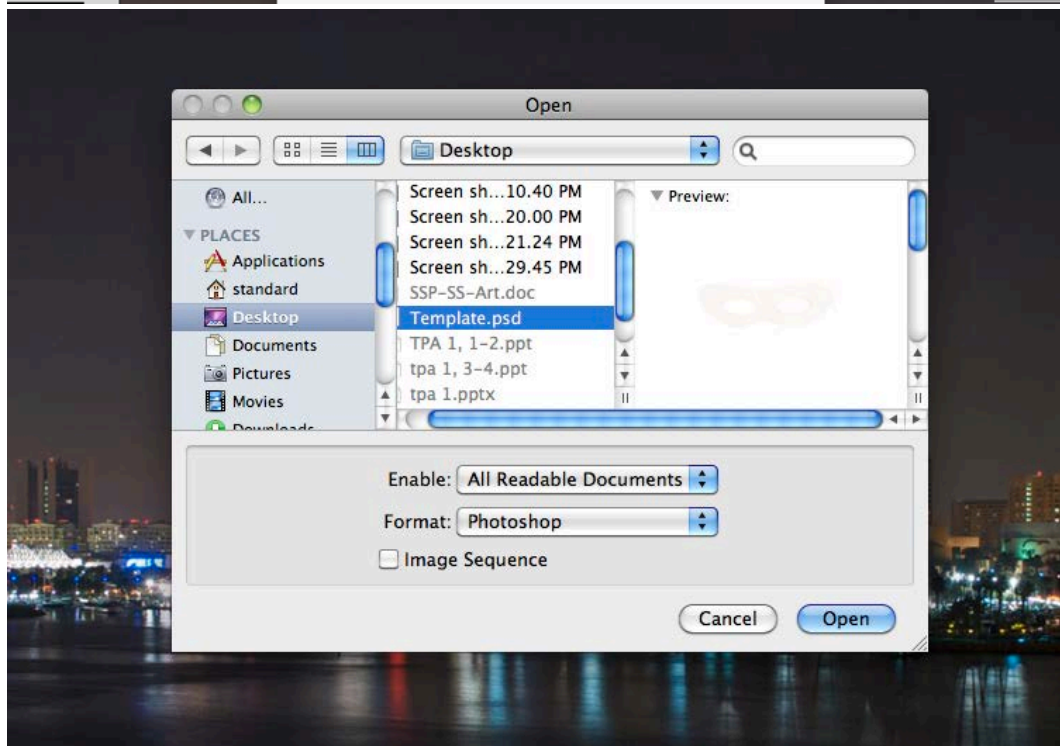 Open
Desktop
All...
PLACES
Applications
standard
Desktop
Documents
Pictures
Movies
Downloads
Screen sh...10.40 PM
Screen sh...20.00 PM
Screen sh...21.24 PM
Screen sh...29.45 PM
SSP-SS-Art.doc
Template.psd
TPA 1, 1-2.ppt
tpa 1, 3-4.ppt
tpa 1.pptx
Preview:
Enable: All Readable Documents
Format: Photoshop
Image Sequence
Cancel Open